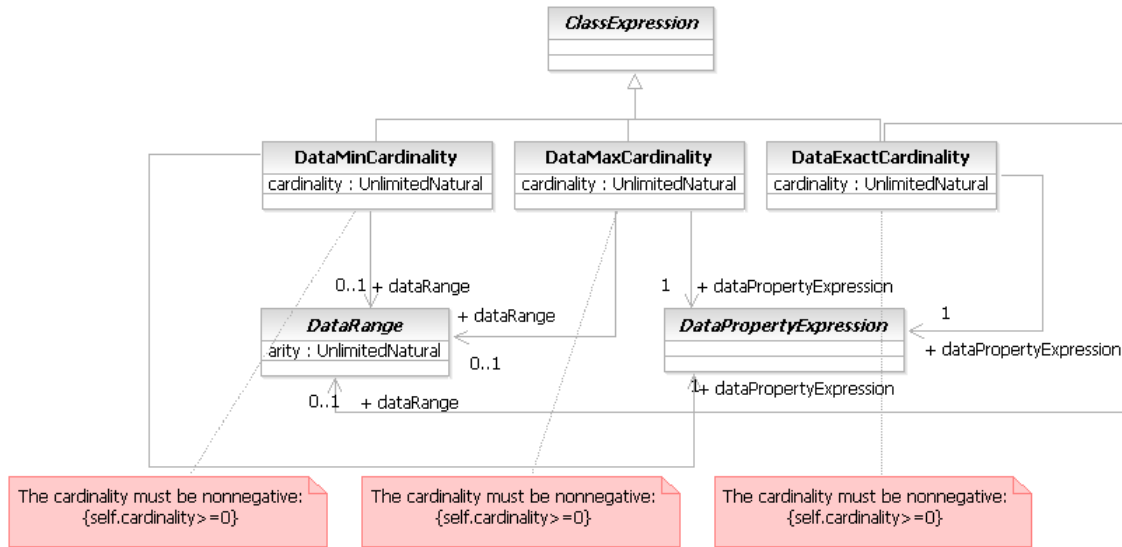 ClassExpression
DataMinCardinality
cardinality : UnlimitedNatural
DataMaxCardinality
cardinality : UnlimitedNatural
DataExactCardinality
cardinality : UnlimitedNatural
0..1 + dataRange
1 + dataPropertyExpression
+ dataRange
0..1
1
+ dataPropertyExpression
DataRange
arity : UnlimitedNatural
DataPropertyExpression
0..1 + dataRange
1+ dataPropertyExpression
The cardinality must be nonnegative:
{self.cardinality>=0}
The cardinality must be nonnegative:
{self.cardinality>=0}
The cardinality must be nonnegative:
{self.cardinality>=0}